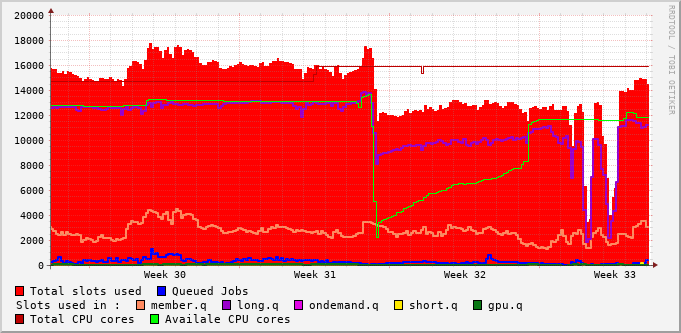 20000
18000
16000
14000
12000
10000
8000
6000
4000
2000
0
Week 30 Week 31 Week 32 Week 33
RRDTOOL / TOBI OETIKER
Total slots used Queued Jobs
Slots used in : member.q long.q ondemand.q short.q gpu.q
Total CPU cores Availale CPU cores